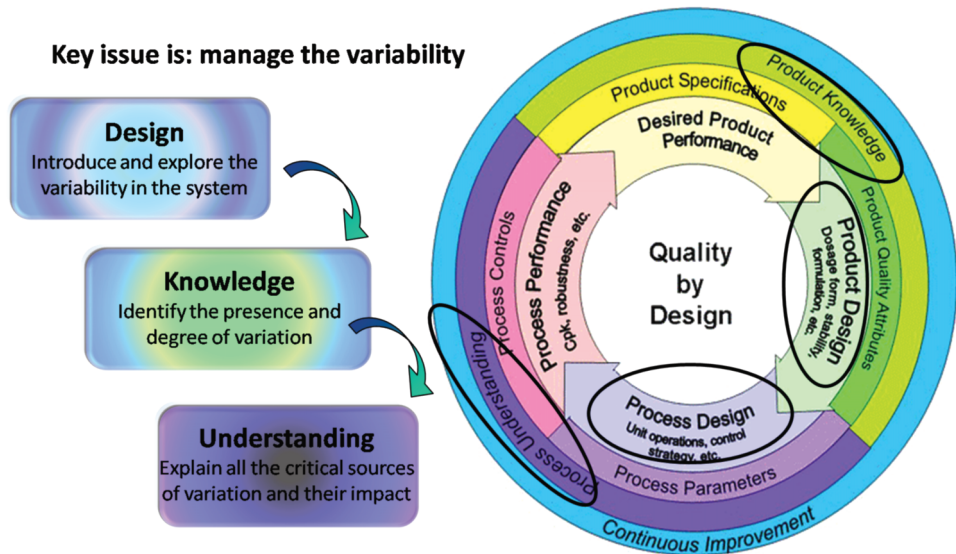 Key issue is: manage the variability
Design
Introduce and explore the
variability in the system
Knowledge
Identify the presence and
degree of variation
Understanding
Explain all the critical sources
of variation and their impact
Product Knowledge
Product Specifications
Desired Product
Performance
Product Quality Attributes
Product Design
Dosage form, stability,
formulation, etc.
Quality
by
Design
Process Controls
Process Performance
Cpk, robustness, etc.
Process Understanding
Process Design
Unit operations, control
strategy, etc.
Process Parameters
Continuous Improvement